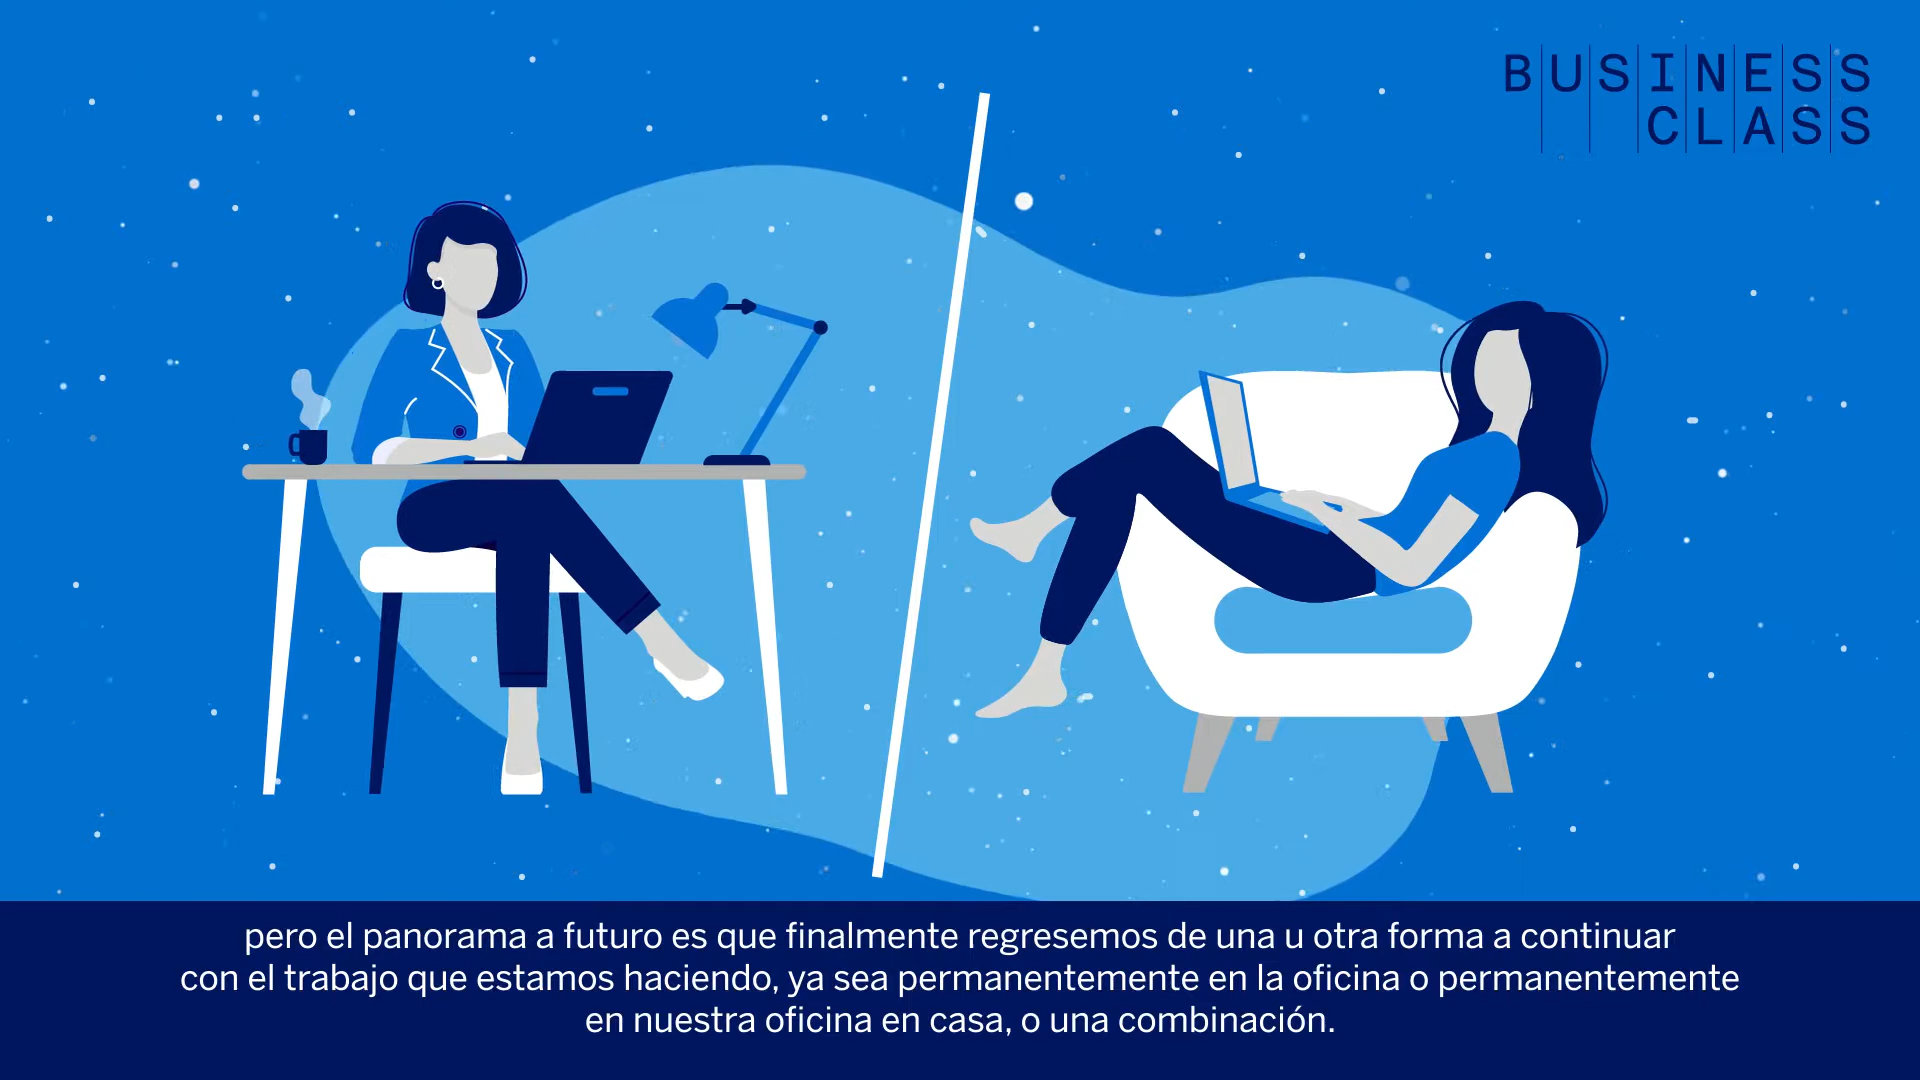 BUSINESS
CLASS
pero el panorama a futuro es que finalmente regresemos de una u otra forma a continuar
con el trabajo que estamos haciendo, ya sea permanentemente en la oficina o permanentemente
en nuestra oficina en casa, o una combinación.